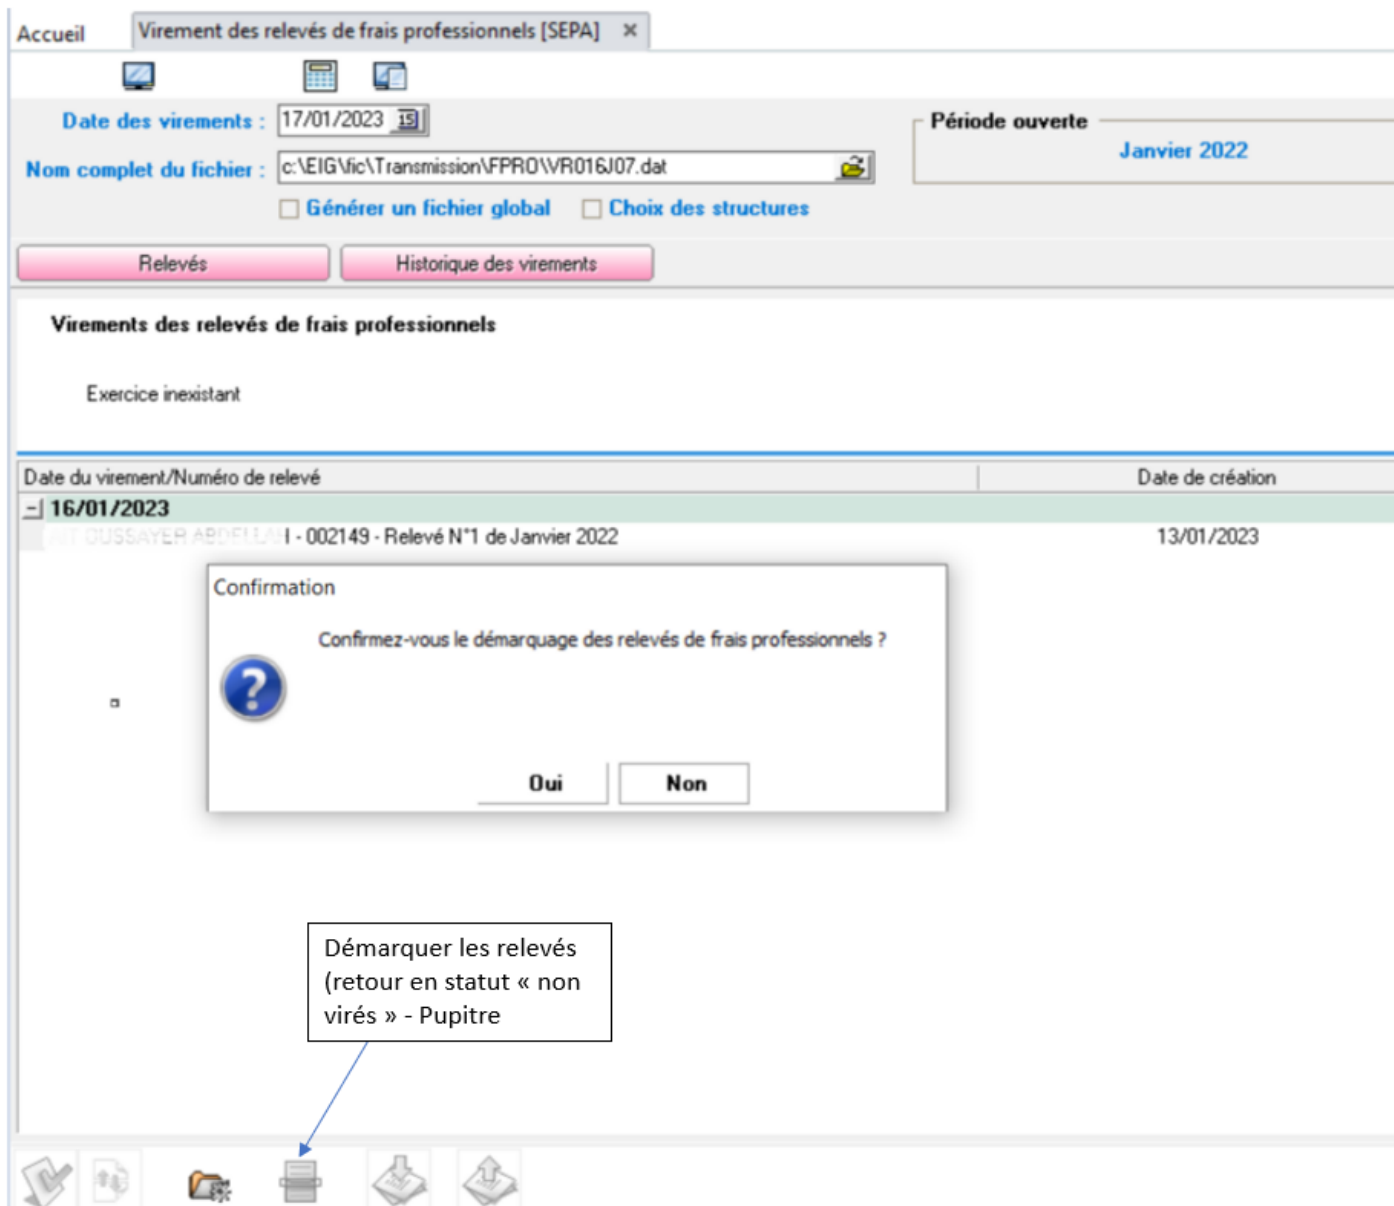 Accueil
Virement des relevés de frais professionnels [SEPA]
Date des virements : 17/01/2023 15
Période ouverte
Janvier 2022
Nom complet du fichier : c:\EIG\fic\Transmission\FPRO\VR016J07.dat
Générer un fichier global Choix des structures
Relevés Historique des virements
Virements des relevés de frais professionnels
Exercice inexistant
Date du virement/Numéro de relevé Date de création
16/01/2023
- 002149 - Relevé N°1 de Janvier 2022 13/01/2023
Confirmation
Confirmez-vous le démarquage des relevés de frais professionnels ?
Oui Non
Démarquer les relevés
(retour en statut « non
virés » - Pupitre